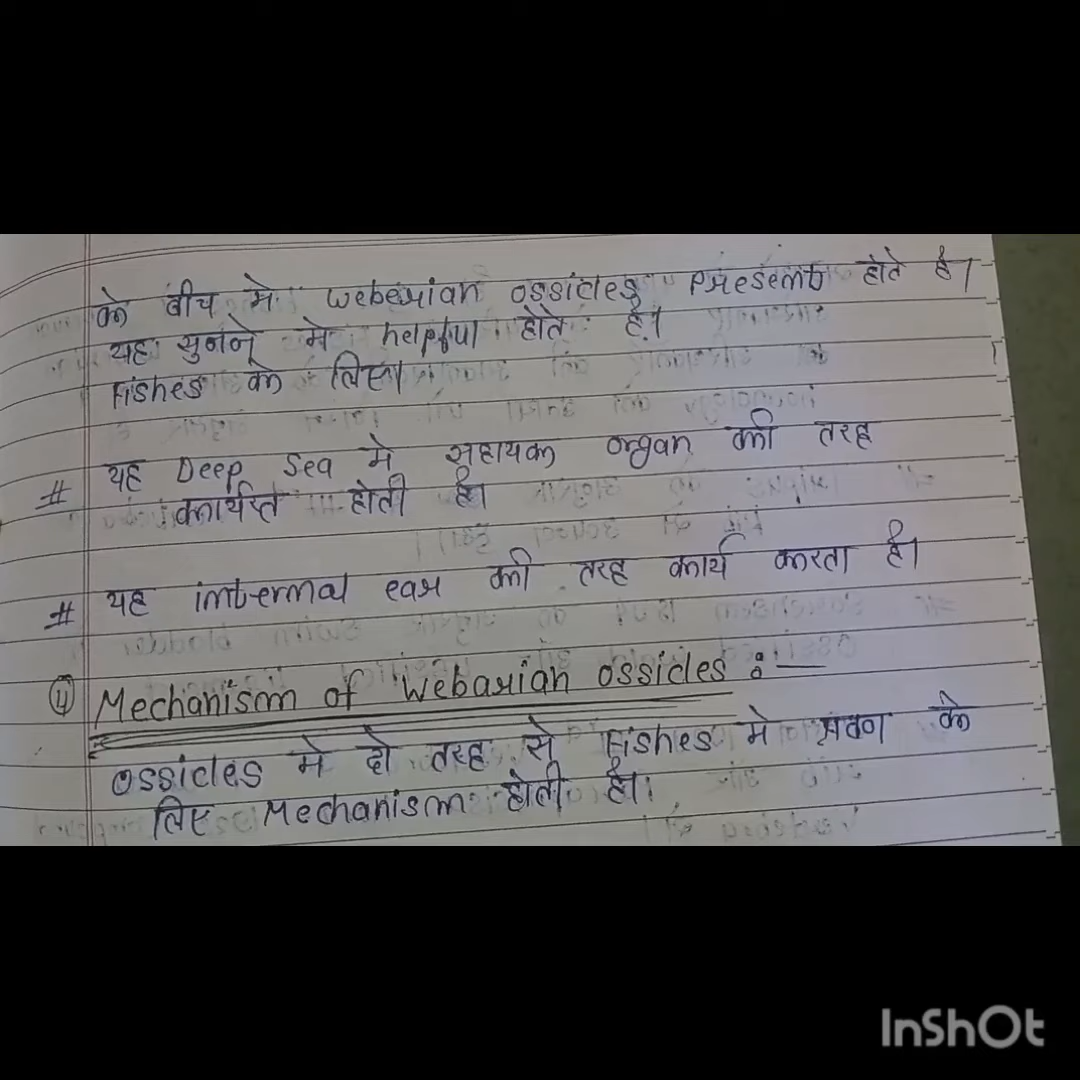 के बीच मे weberian ossicles Present होते है।
यह सुनने मे helpful होते है।
Fishes के लिए।
# यह Deep Sea मे सहायक organ की तरह
कार्यरत होती है।
# यह internal ear की तरह कार्य करता है।
④ Mechanism of Webarian ossicles :—
ossicles मे दो तरह से Fishes मे श्रवण के
लिए Mechanism होती है।
InShOt